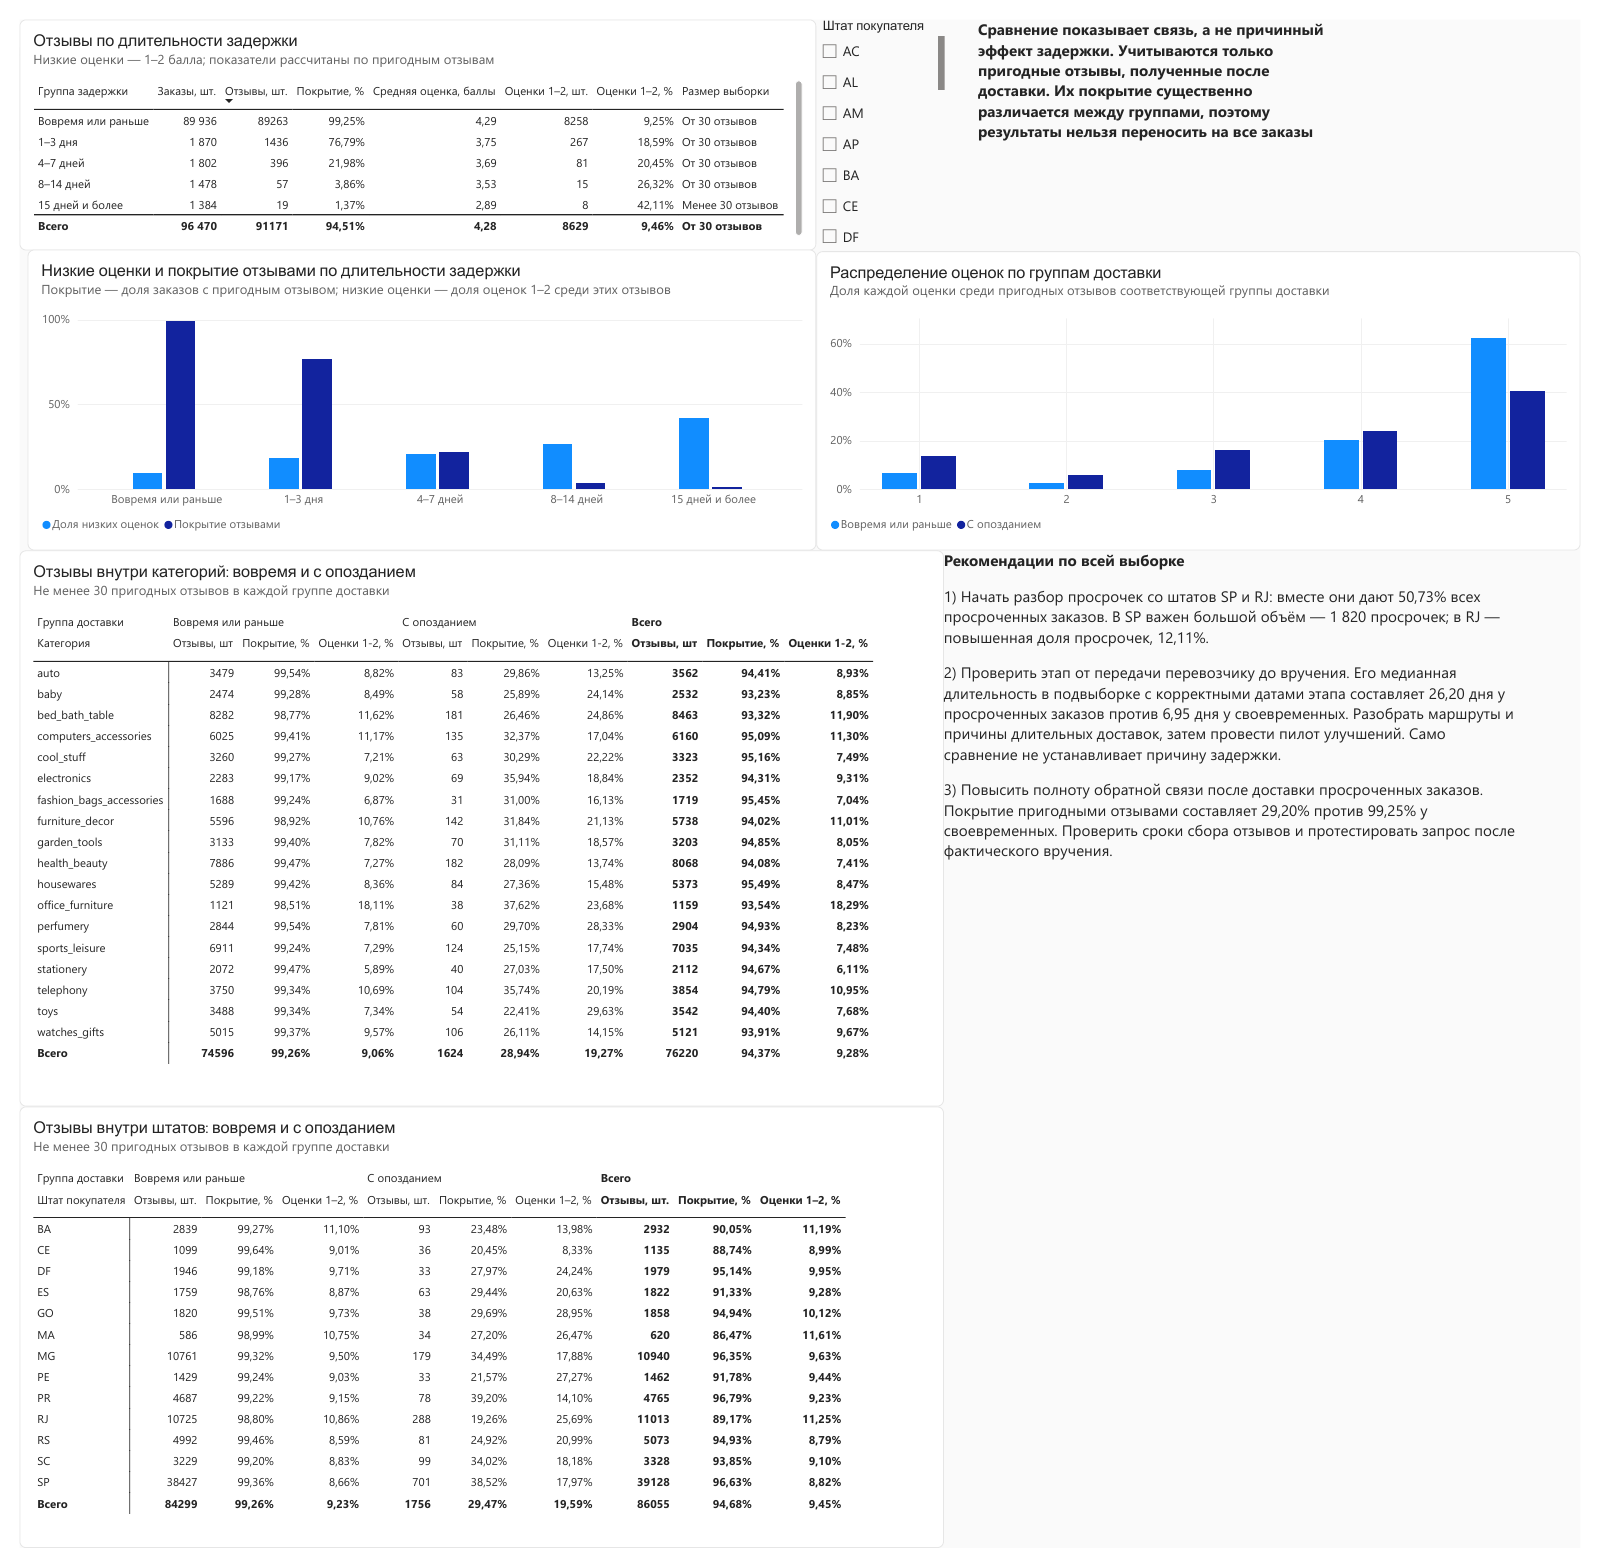 Отзывы по длительности задержки
Низкие оценки — 1–2 балла; показатели рассчитаны по пригодным отзывам
Группа задержки Заказы, шт. Отзывы, шт. Покрытие, % Средняя оценка, баллы Оценки 1–2, шт. Оценки 1–2, % Размер выборки
Вовремя или раньше 89 936 89263 99,25% 4,29 8258 9,25% От 30 отзывов
1–3 дня 1 870 1436 76,79% 3,75 267 18,59% От 30 отзывов
4–7 дней 1 802 396 21,98% 3,69 81 20,45% От 30 отзывов
8–14 дней 1 478 57 3,86% 3,53 15 26,32% От 30 отзывов
15 дней и более 1 384 19 1,37% 2,89 8 42,11% Менее 30 отзывов
Всего 96 470 91171 94,51% 4,28 8629 9,46% От 30 отзывов
Штат покупателя
AC
AL
AM
AP
BA
CE
DF
Сравнение показывает связь, а не причинный
эффект задержки. Учитываются только
пригодные отзывы, полученные после
доставки. Их покрытие существенно
различается между группами, поэтому
результаты нельзя переносить на все заказы
Низкие оценки и покрытие отзывами по длительности задержки
Покрытие — доля заказов с пригодным отзывом; низкие оценки — доля оценок 1–2 среди этих отзывов
100%
50%
0%
Вовремя или раньше 1–3 дня 4–7 дней 8–14 дней 15 дней и более
Доля низких оценок Покрытие отзывами
Распределение оценок по группам доставки
Доля каждой оценки среди пригодных отзывов соответствующей группы доставки
60%
40%
20%
0%
1 2 3 4 5
Вовремя или раньше С опозданием
Отзывы внутри категорий: вовремя и с опозданием
Не менее 30 пригодных отзывов в каждой группе доставки
Группа доставки Вовремя или раньше С опозданием Всего
Категория Отзывы, шт Покрытие, % Оценки 1-2, % Отзывы, шт Покрытие, % Оценки 1-2, % Отзывы, шт Покрытие, % Оценки 1-2, %
auto 3479 99,54% 8,82% 83 29,86% 13,25% 3562 94,41% 8,93%
baby 2474 99,28% 8,49% 58 25,89% 24,14% 2532 93,23% 8,85%
bed_bath_table 8282 98,77% 11,62% 181 26,46% 24,86% 8463 93,32% 11,90%
computers_accessories 6025 99,41% 11,17% 135 32,37% 17,04% 6160 95,09% 11,30%
cool_stuff 3260 99,27% 7,21% 63 30,29% 22,22% 3323 95,16% 7,49%
electronics 2283 99,17% 9,02% 69 35,94% 18,84% 2352 94,31% 9,31%
fashion_bags_accessories 1688 99,24% 6,87% 31 31,00% 16,13% 1719 95,45% 7,04%
furniture_decor 5596 98,92% 10,76% 142 31,84% 21,13% 5738 94,02% 11,01%
garden_tools 3133 99,40% 7,82% 70 31,11% 18,57% 3203 94,85% 8,05%
health_beauty 7886 99,47% 7,27% 182 28,09% 13,74% 8068 94,08% 7,41%
housewares 5289 99,42% 8,36% 84 27,36% 15,48% 5373 95,49% 8,47%
office_furniture 1121 98,51% 18,11% 38 37,62% 23,68% 1159 93,54% 18,29%
perfumery 2844 99,54% 7,81% 60 29,70% 28,33% 2904 94,93% 8,23%
sports_leisure 6911 99,24% 7,29% 124 25,15% 17,74% 7035 94,34% 7,48%
stationery 2072 99,47% 5,89% 40 27,03% 17,50% 2112 94,67% 6,11%
telephony 3750 99,34% 10,69% 104 35,74% 20,19% 3854 94,79% 10,95%
toys 3488 99,34% 7,34% 54 22,41% 29,63% 3542 94,40% 7,68%
watches_gifts 5015 99,37% 9,57% 106 26,11% 14,15% 5121 93,91% 9,67%
Всего 74596 99,26% 9,06% 1624 28,94% 19,27% 76220 94,37% 9,28%
Рекомендации по всей выборке
1) Начать разбор просрочек со штатов SP и RJ: вместе они дают 50,73% всех
просроченных заказов. В SP важен большой объём — 1 820 просрочек; в RJ —
повышенная доля просрочек, 12,11%.
2) Проверить этап от передачи перевозчику до вручения. Его медианная
длительность в подвыборке с корректными датами этапа составляет 26,20 дня у
просроченных заказов против 6,95 дня у своевременных. Разобрать маршруты и
причины длительных доставок, затем провести пилот улучшений. Само
сравнение не устанавливает причину задержки.
3) Повысить полноту обратной связи после доставки просроченных заказов.
Покрытие пригодными отзывами составляет 29,20% против 99,25% у
своевременных. Проверить сроки сбора отзывов и протестировать запрос после
фактического вручения.
Отзывы внутри штатов: вовремя и с опозданием
Не менее 30 пригодных отзывов в каждой группе доставки
Группа доставки Вовремя или раньше С опозданием Всего
Штат покупателя Отзывы, шт. Покрытие, % Оценки 1–2, % Отзывы, шт. Покрытие, % Оценки 1–2, % Отзывы, шт. Покрытие, % Оценки 1–2, %
BA 2839 99,27% 11,10% 93 23,48% 13,98% 2932 90,05% 11,19%
CE 1099 99,64% 9,01% 36 20,45% 8,33% 1135 88,74% 8,99%
DF 1946 99,18% 9,71% 33 27,97% 24,24% 1979 95,14% 9,95%
ES 1759 98,76% 8,87% 63 29,44% 20,63% 1822 91,33% 9,28%
GO 1820 99,51% 9,73% 38 29,69% 28,95% 1858 94,94% 10,12%
MA 586 98,99% 10,75% 34 27,20% 26,47% 620 86,47% 11,61%
MG 10761 99,32% 9,50% 179 34,49% 17,88% 10940 96,35% 9,63%
PE 1429 99,24% 9,03% 33 21,57% 27,27% 1462 91,78% 9,44%
PR 4687 99,22% 9,15% 78 39,20% 14,10% 4765 96,79% 9,23%
RJ 10725 98,80% 10,86% 288 19,26% 25,69% 11013 89,17% 11,25%
RS 4992 99,46% 8,59% 81 24,92% 20,99% 5073 94,93% 8,79%
SC 3229 99,20% 8,83% 99 34,02% 18,18% 3328 93,85% 9,10%
SP 38427 99,36% 8,66% 701 38,52% 17,97% 39128 96,63% 8,82%
Всего 84299 99,26% 9,23% 1756 29,47% 19,59% 86055 94,68% 9,45%